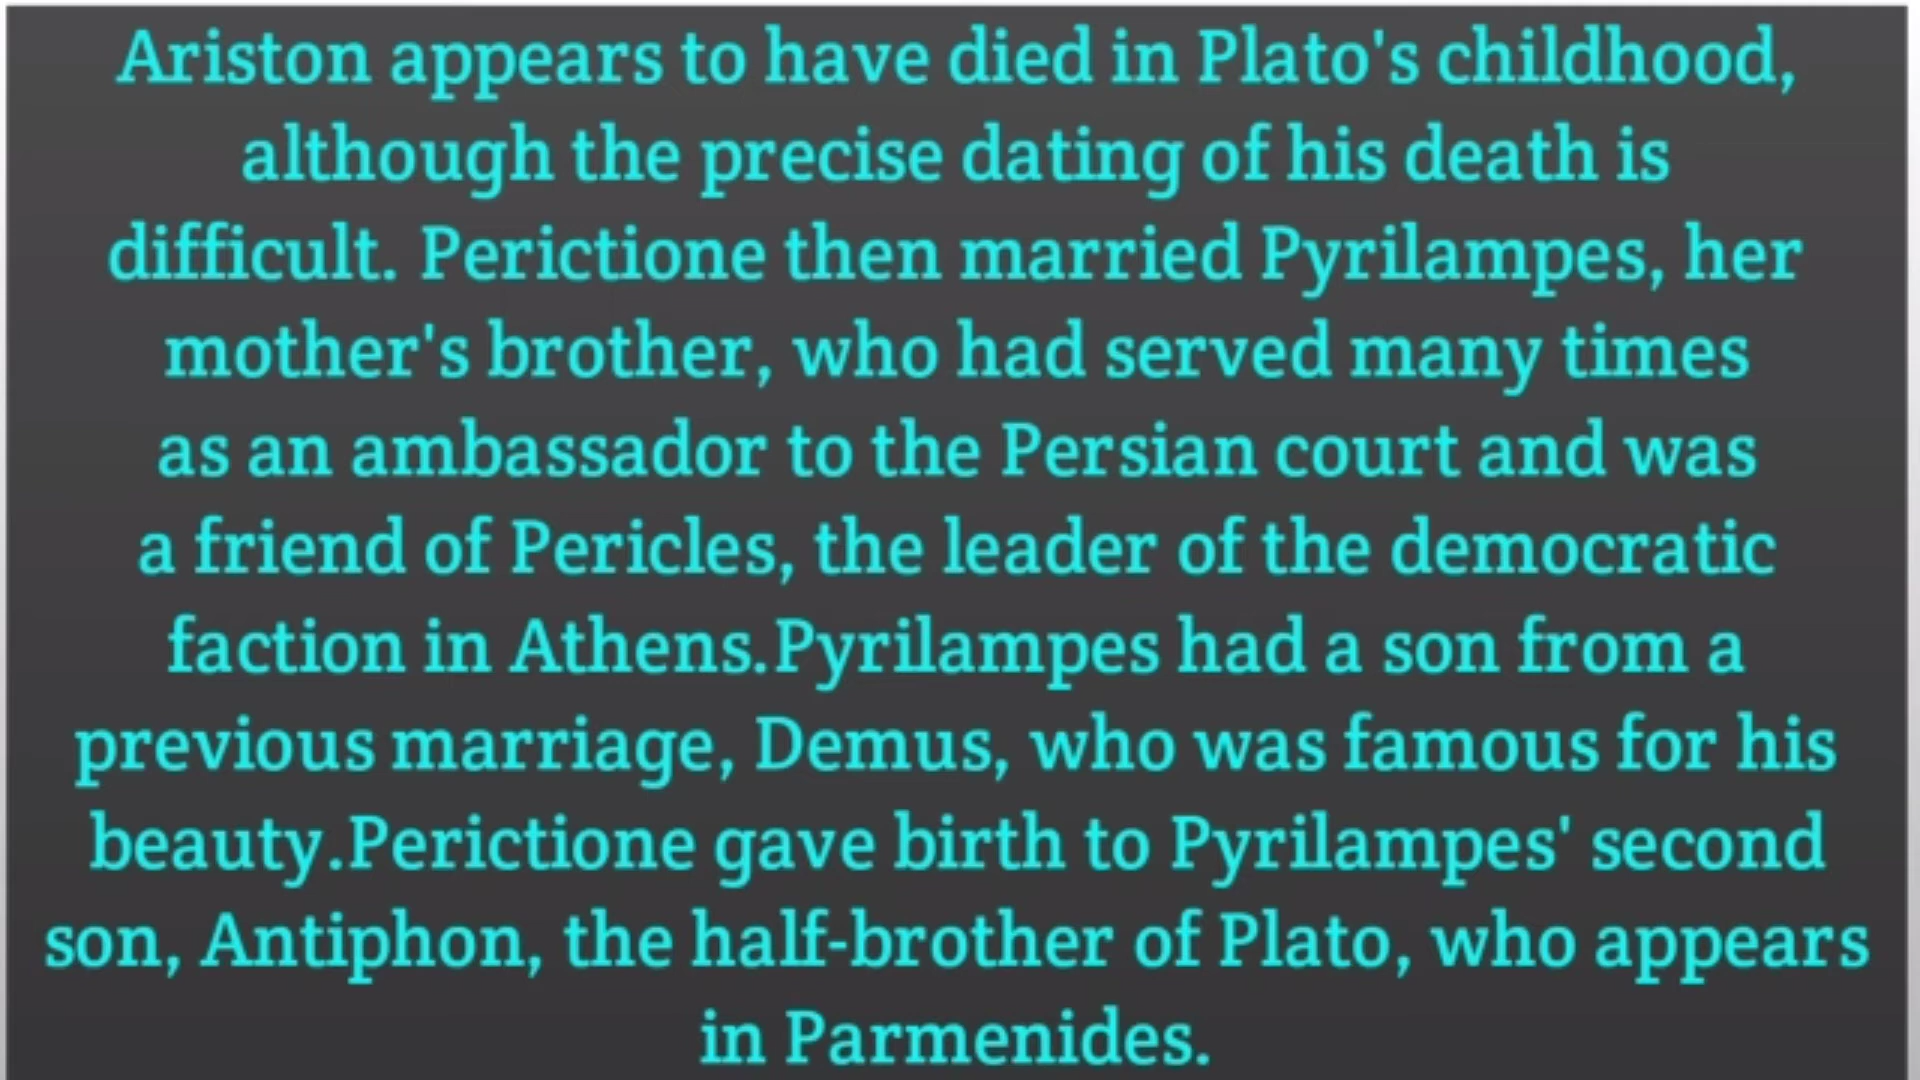 Ariston appears to have died in Plato's childhood,
although the precise dating of his death is
difficult. Perictione then married Pyrilampes, her
mother's brother, who had served many times
as an ambassador to the Persian court and was
a friend of Pericles, the leader of the democratic
faction in Athens.Pyrilampes had a son from a
previous marriage, Demus, who was famous for his
beauty.Perictione gave birth to Pyrilampes' second
son, Antiphon, the half-brother of Plato, who appears
in Parmenides.